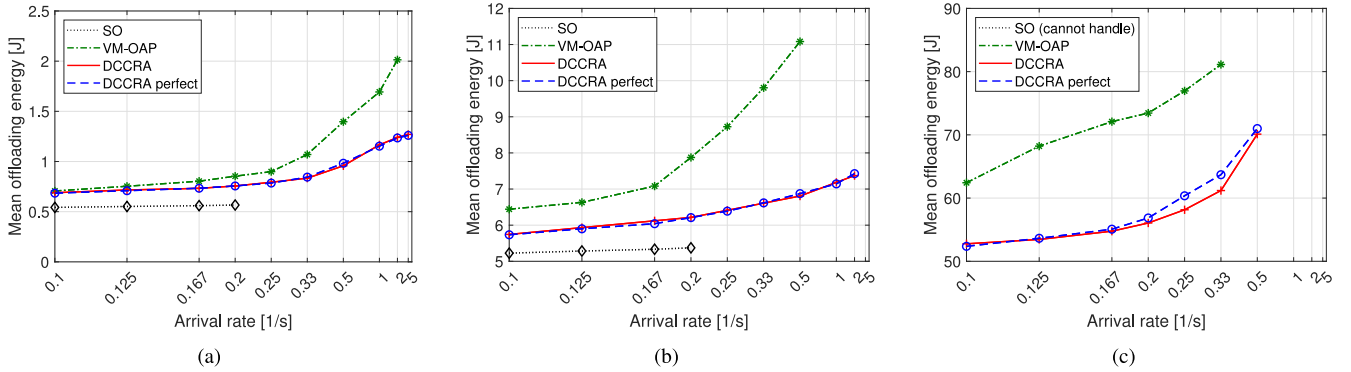 2.5
2
1.5
1
0.5
0
Mean offloading energy [J]
SO
VM-OAP
DCCRA
DCCRA perfect
0.1
0.125
0.167
0.2
0.25
0.33
0.5
1
2
5
Arrival rate [1/s]
(a)
12
11
10
9
8
7
6
5
Mean offloading energy [J]
SO
VM-OAP
DCCRA
DCCRA perfect
0.1
0.125
0.167
0.2
0.25
0.33
0.5
1
2
5
Arrival rate [1/s]
(b)
90
80
70
60
50
Mean offloading energy [J]
SO (cannot handle)
VM-OAP
DCCRA
DCCRA perfect
0.1
0.125
0.167
0.2
0.25
0.33
0.5
1
2
5
Arrival rate [1/s]
(c)